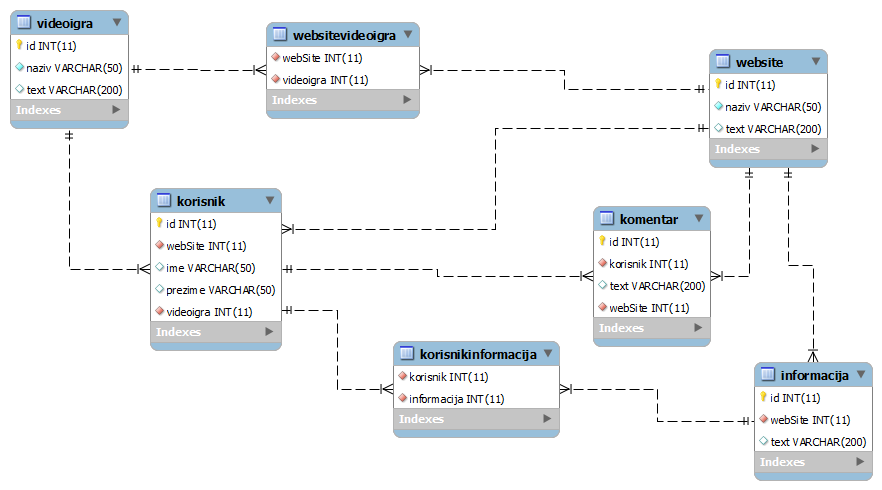 videoigra
id INT(11)
naziv VARCHAR(50)
text VARCHAR(200)
Indexes
websitevideoigra
webSite INT(11)
videoigra INT(11)
Indexes
website
id INT(11)
naziv VARCHAR(50)
text VARCHAR(200)
Indexes
korisnik
id INT(11)
webSite INT(11)
ime VARCHAR(50)
prezime VARCHAR(50)
videoigra INT(11)
Indexes
komentar
id INT(11)
korisnik INT(11)
text VARCHAR(200)
webSite INT(11)
Indexes
korisnikinformacija
korisnik INT(11)
informacija INT(11)
Indexes
informacija
id INT(11)
webSite INT(11)
text VARCHAR(200)
Indexes